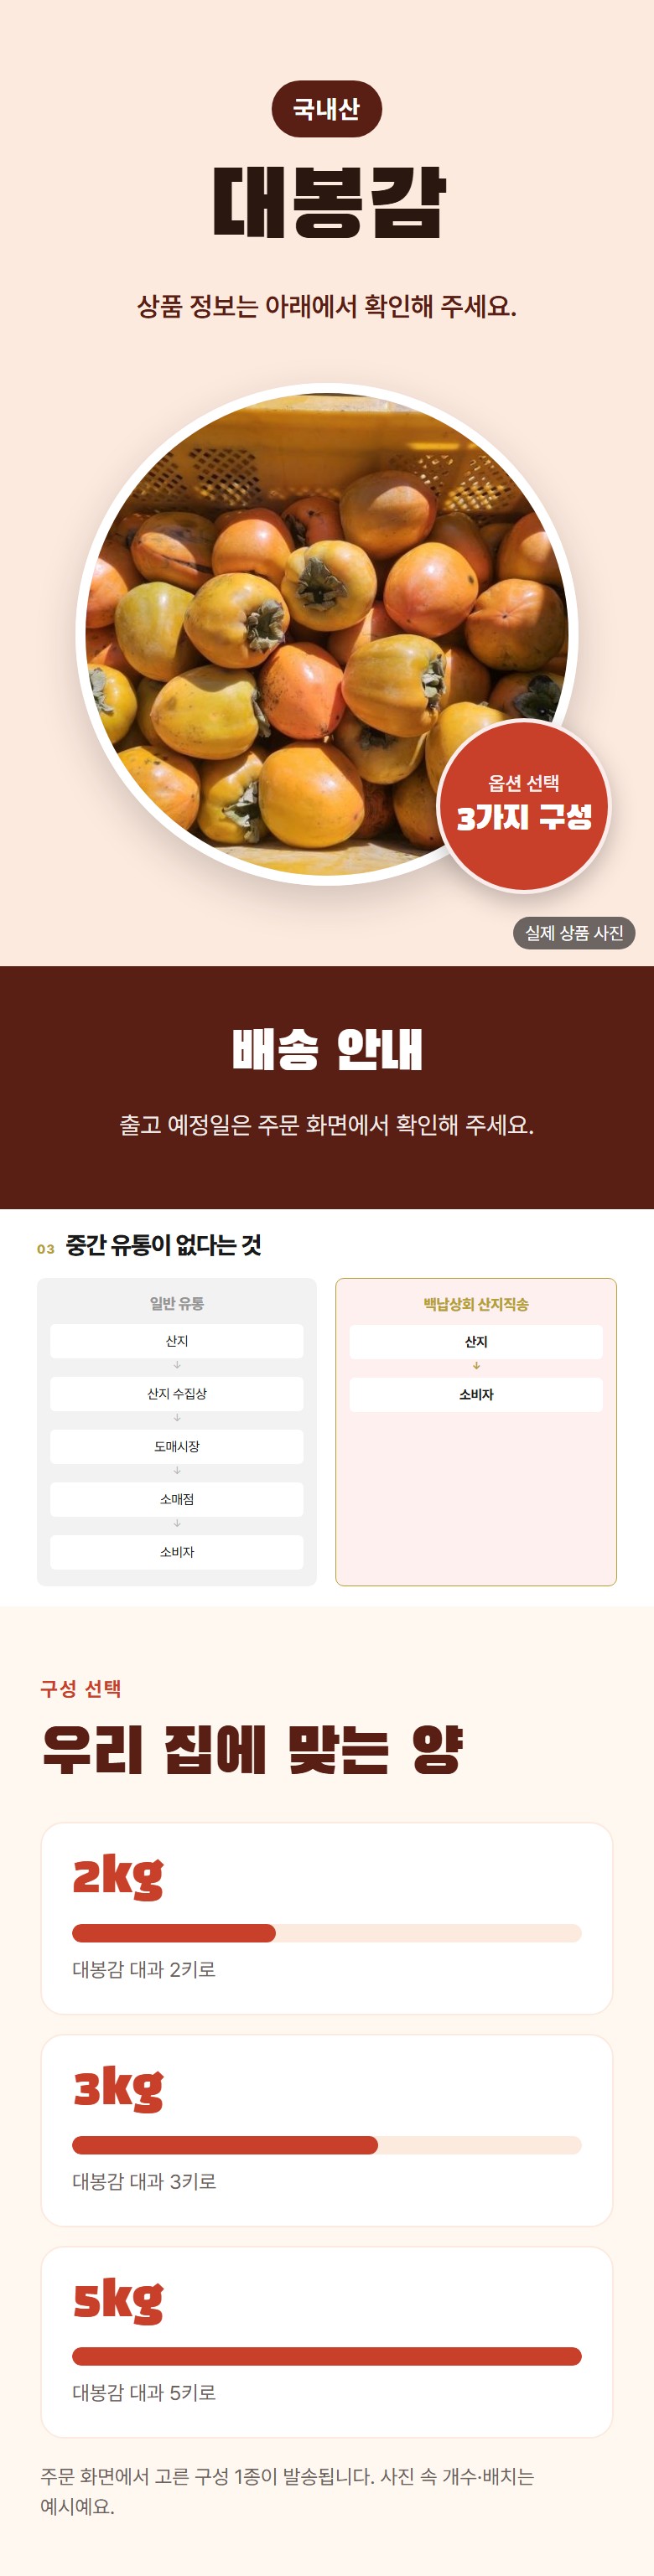 국내산
대봉감
상품 정보는 아래에서 확인해 주세요.
옵션 선택
3가지 구성
실제 상품 사진
배송 안내
출고 예정일은 주문 화면에서 확인해 주세요.
03 중간 유통이 없다는 것
일반 유통
산지
↓
산지 수집상
↓
도매시장
↓
소매점
↓
소비자
백납상회 산지직송
산지
↓
소비자
구성 선택
우리 집에 맞는 양
2kg
대봉감 대과 2키로
3kg
대봉감 대과 3키로
5kg
대봉감 대과 5키로
주문 화면에서 고른 구성 1종이 발송됩니다. 사진 속 개수·배치는
예시예요.